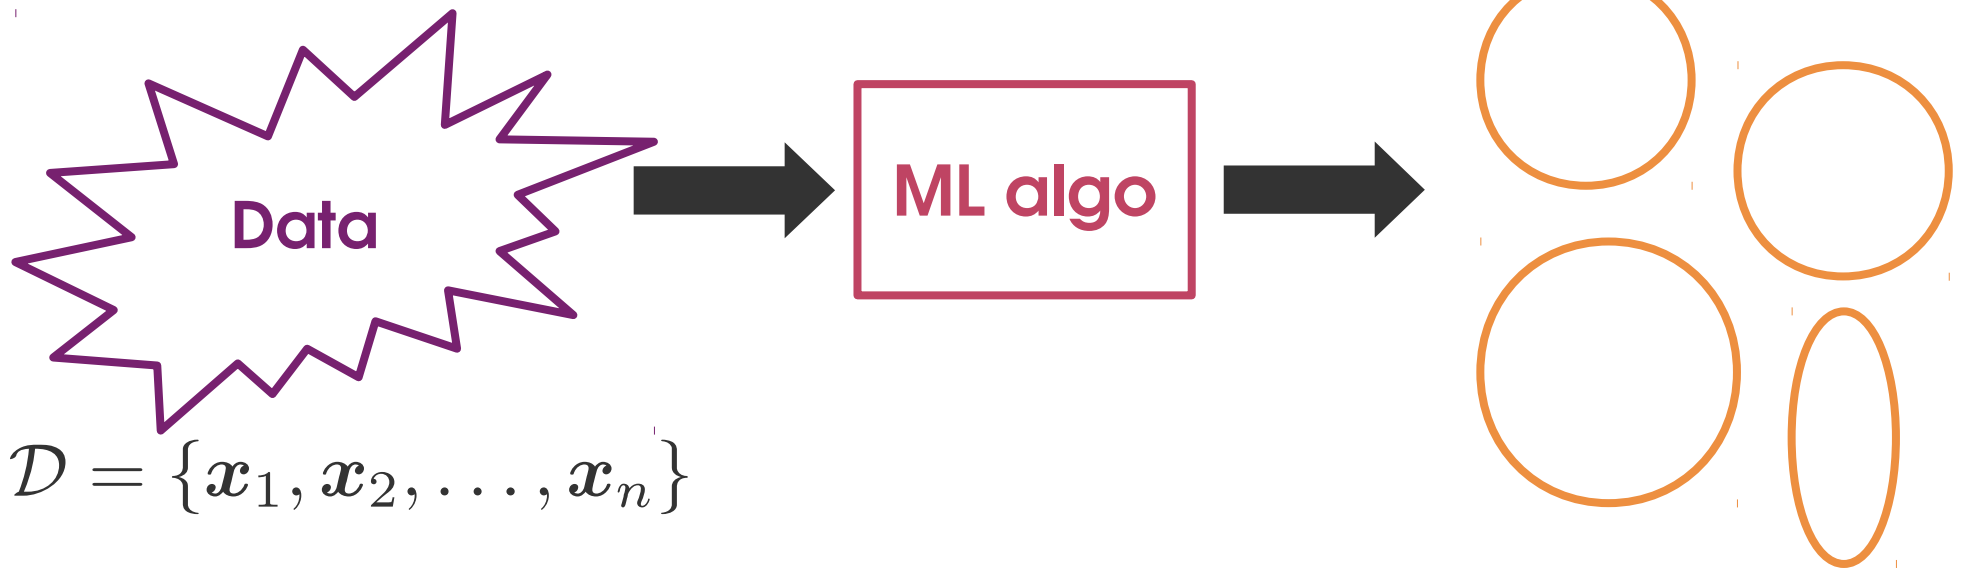 Data
ML algo
𝒟 = {𝒙₁, 𝒙₂, . . . , 𝒙ₙ}